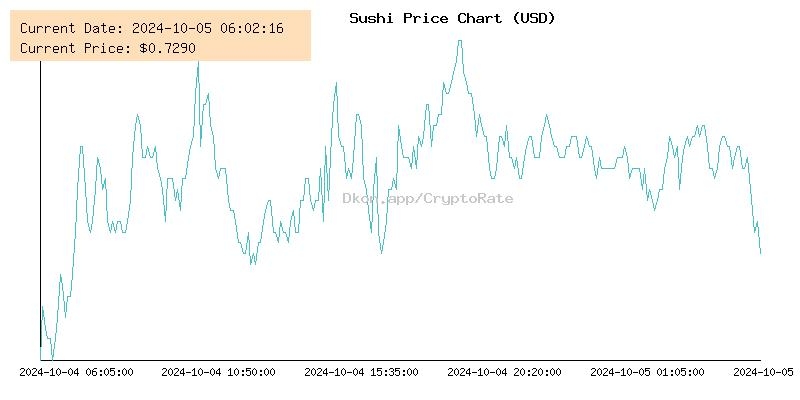 Sushi Price Chart (USD)
Current Date: 2024-10-05 06:02:16
Current Price: $0.7290
Dkon.app/CryptoRate
2024-10-04 06:05:00 2024-10-04 10:50:00 2024-10-04 15:35:00 2024-10-04 20:20:00 2024-10-05 01:05:00 2024-10-05